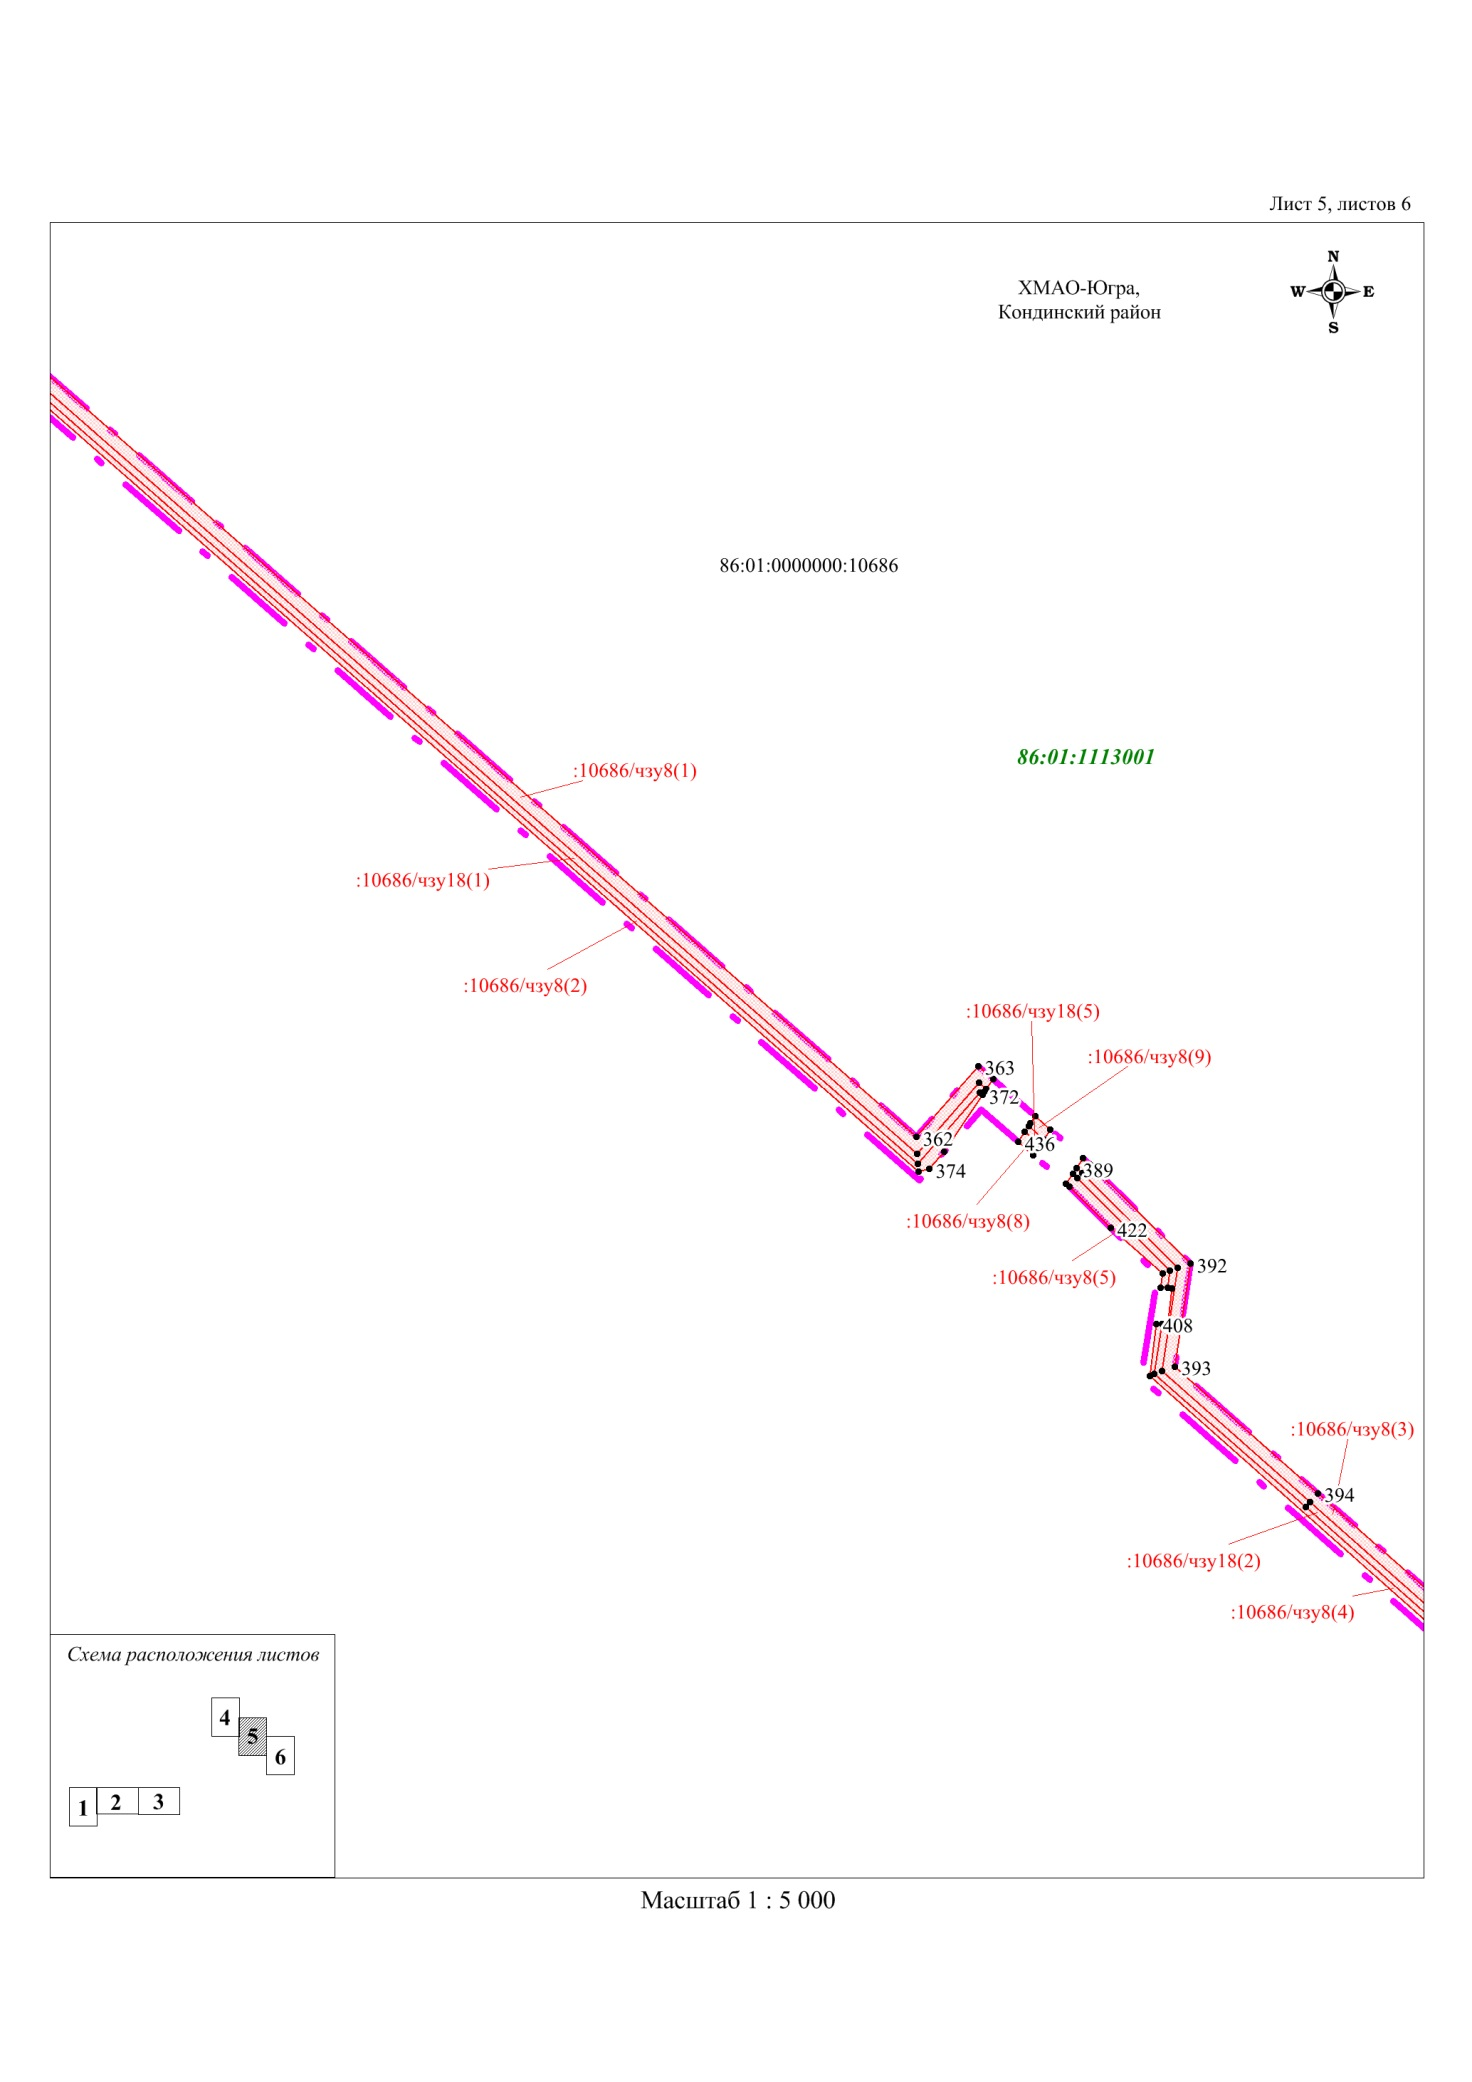 Лист 5, листов 6
N
ХМАО-Югра,
W E
Кондинский район
S
86:01:0000000:10686
86:01:1113001
:10686/чзу8(1)
:10686/чзу18(1)
:10686/чзу8(2)
:10686/чзу18(5)
:10686/чзу8(9)
363
372
362
436
374
389
:10686/чзу8(8)
422
392
:10686/чзу8(5)
408
393
:10686/чзу8(3)
394
:10686/чзу18(2)
:10686/чзу8(4)
Схема расположения листов
4
5
6
1 2 3
Масштаб 1 : 5 000